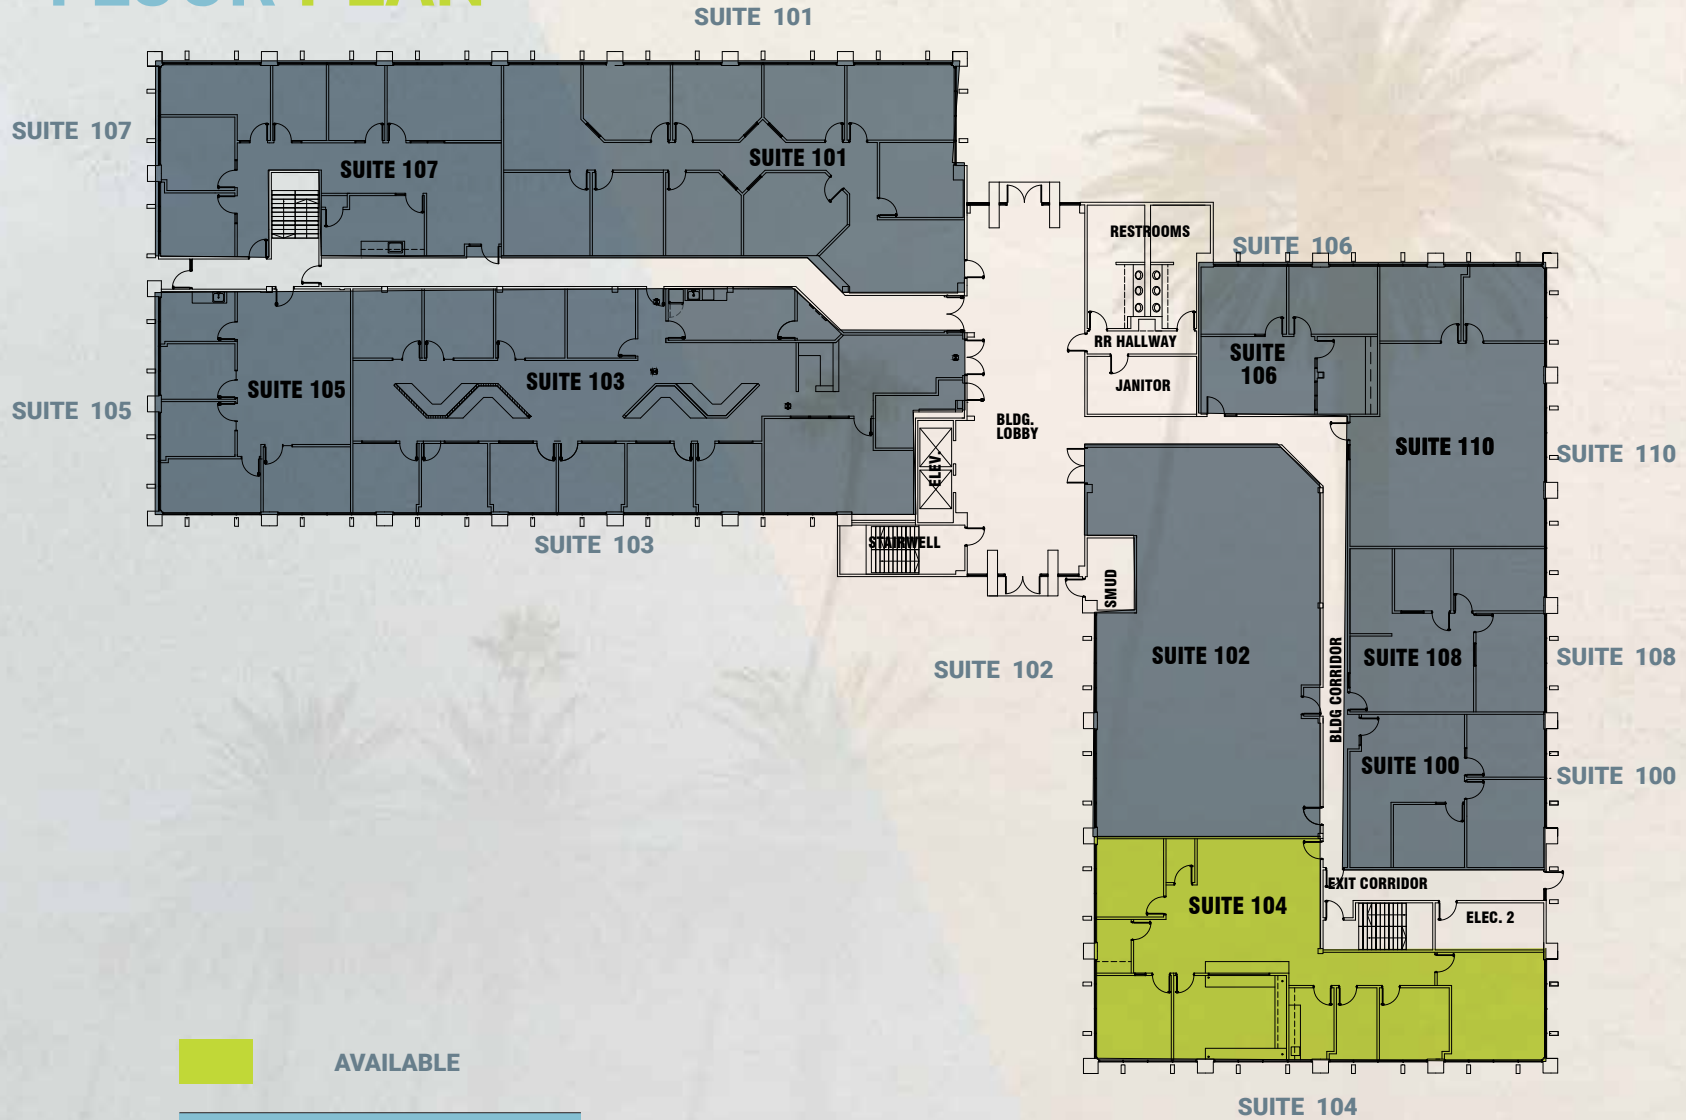 FLOOR PLAN
SUITE 101
SUITE 107
SUITE 107
SUITE 101
RESTROOMS
SUITE 106
RR HALLWAY
SUITE
106
JANITOR
SUITE 105
SUITE 105
SUITE 103
BLDG.
LOBBY
ELEV.
SUITE 110
SUITE 110
STAIRWELL
SUITE 103
SMUD
SUITE 102
SUITE 102
BLDG CORRIDOR
SUITE 108
SUITE 108
SUITE 100
SUITE 100
EXIT CORRIDOR
SUITE 104
ELEC. 2
AVAILABLE
SUITE 104